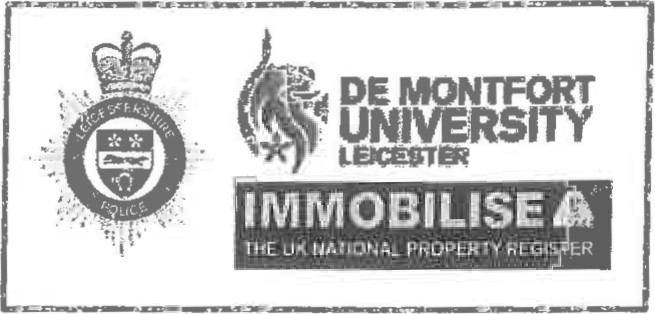 LEICESTERSHIRE
POLICE
DE MONTFORT
UNIVERSITY
LEICESTER
IMMOBILISE
THE UK NATIONAL PROPERTY REGISTER